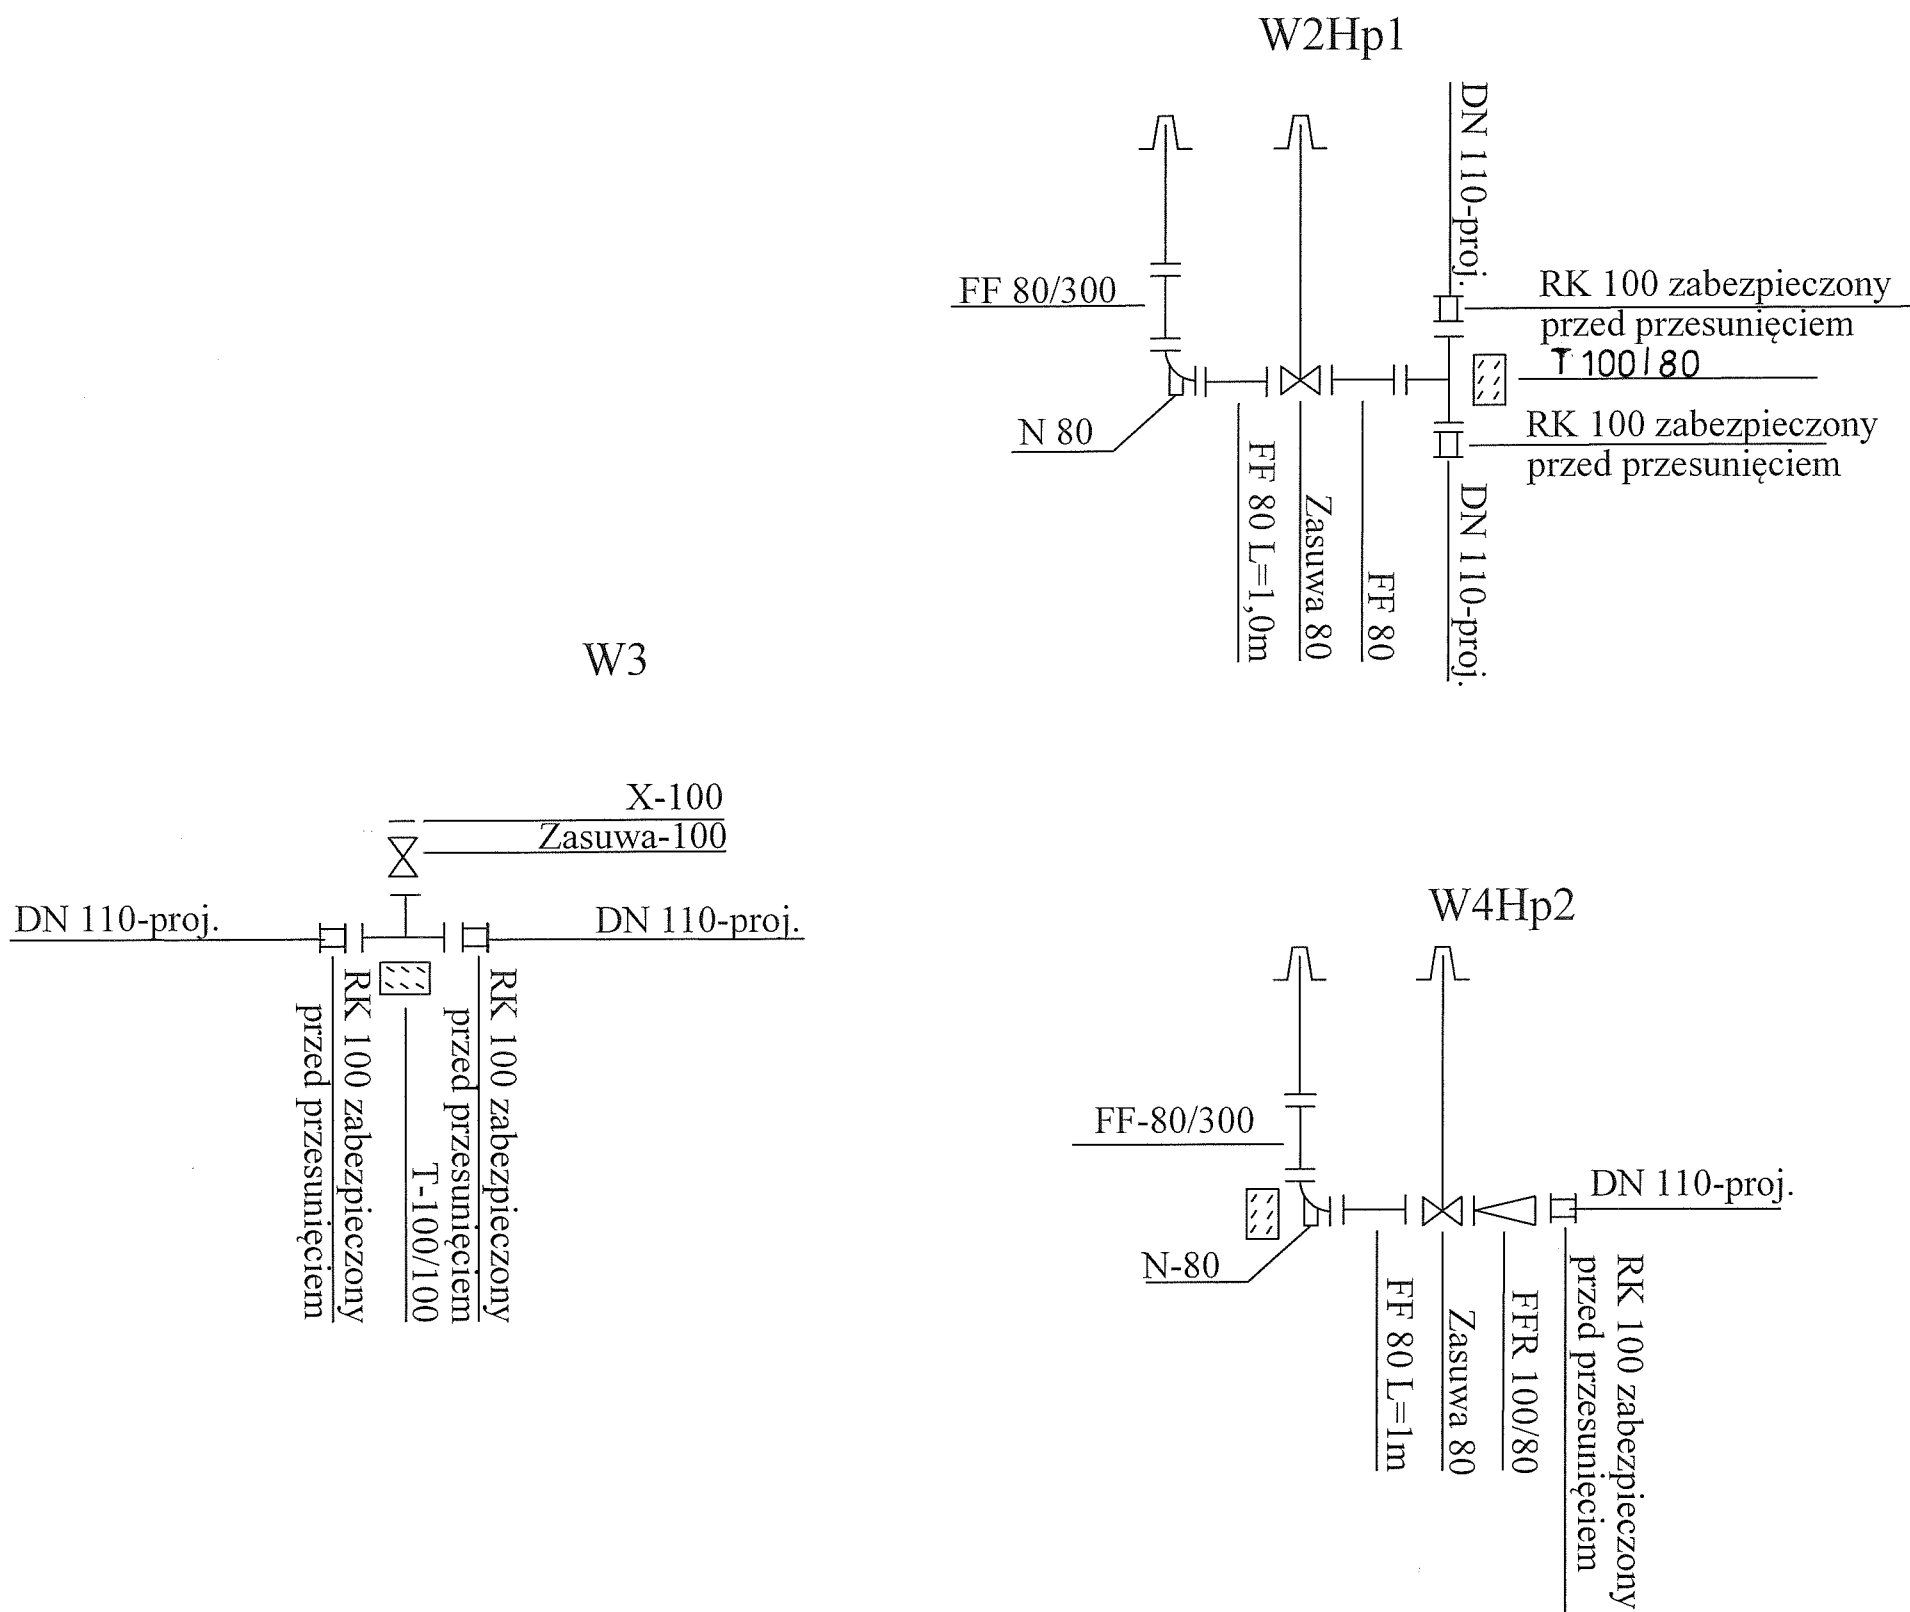 W2Hp1
DN 110-proj.
FF 80/300
RK 100 zabezpieczony
przed przesunięciem
T 100/80
N 80
RK 100 zabezpieczony
przed przesunięciem
FF 80 L=1,0m
Zasuwa 80
FF 80
DN 110-proj.
W3
X-100
Zasuwa-100
DN 110-proj.
DN 110-proj.
RK 100 zabezpieczony
przed przesunięciem
T-100/100
RK 100 zabezpieczony
przed przesunięciem
W4Hp2
FF-80/300
DN 110-proj.
N-80
FF 80 L=1m
Zasuwa 80
FFR 100/80
RK 100 zabezpieczony
przed przesunięciem